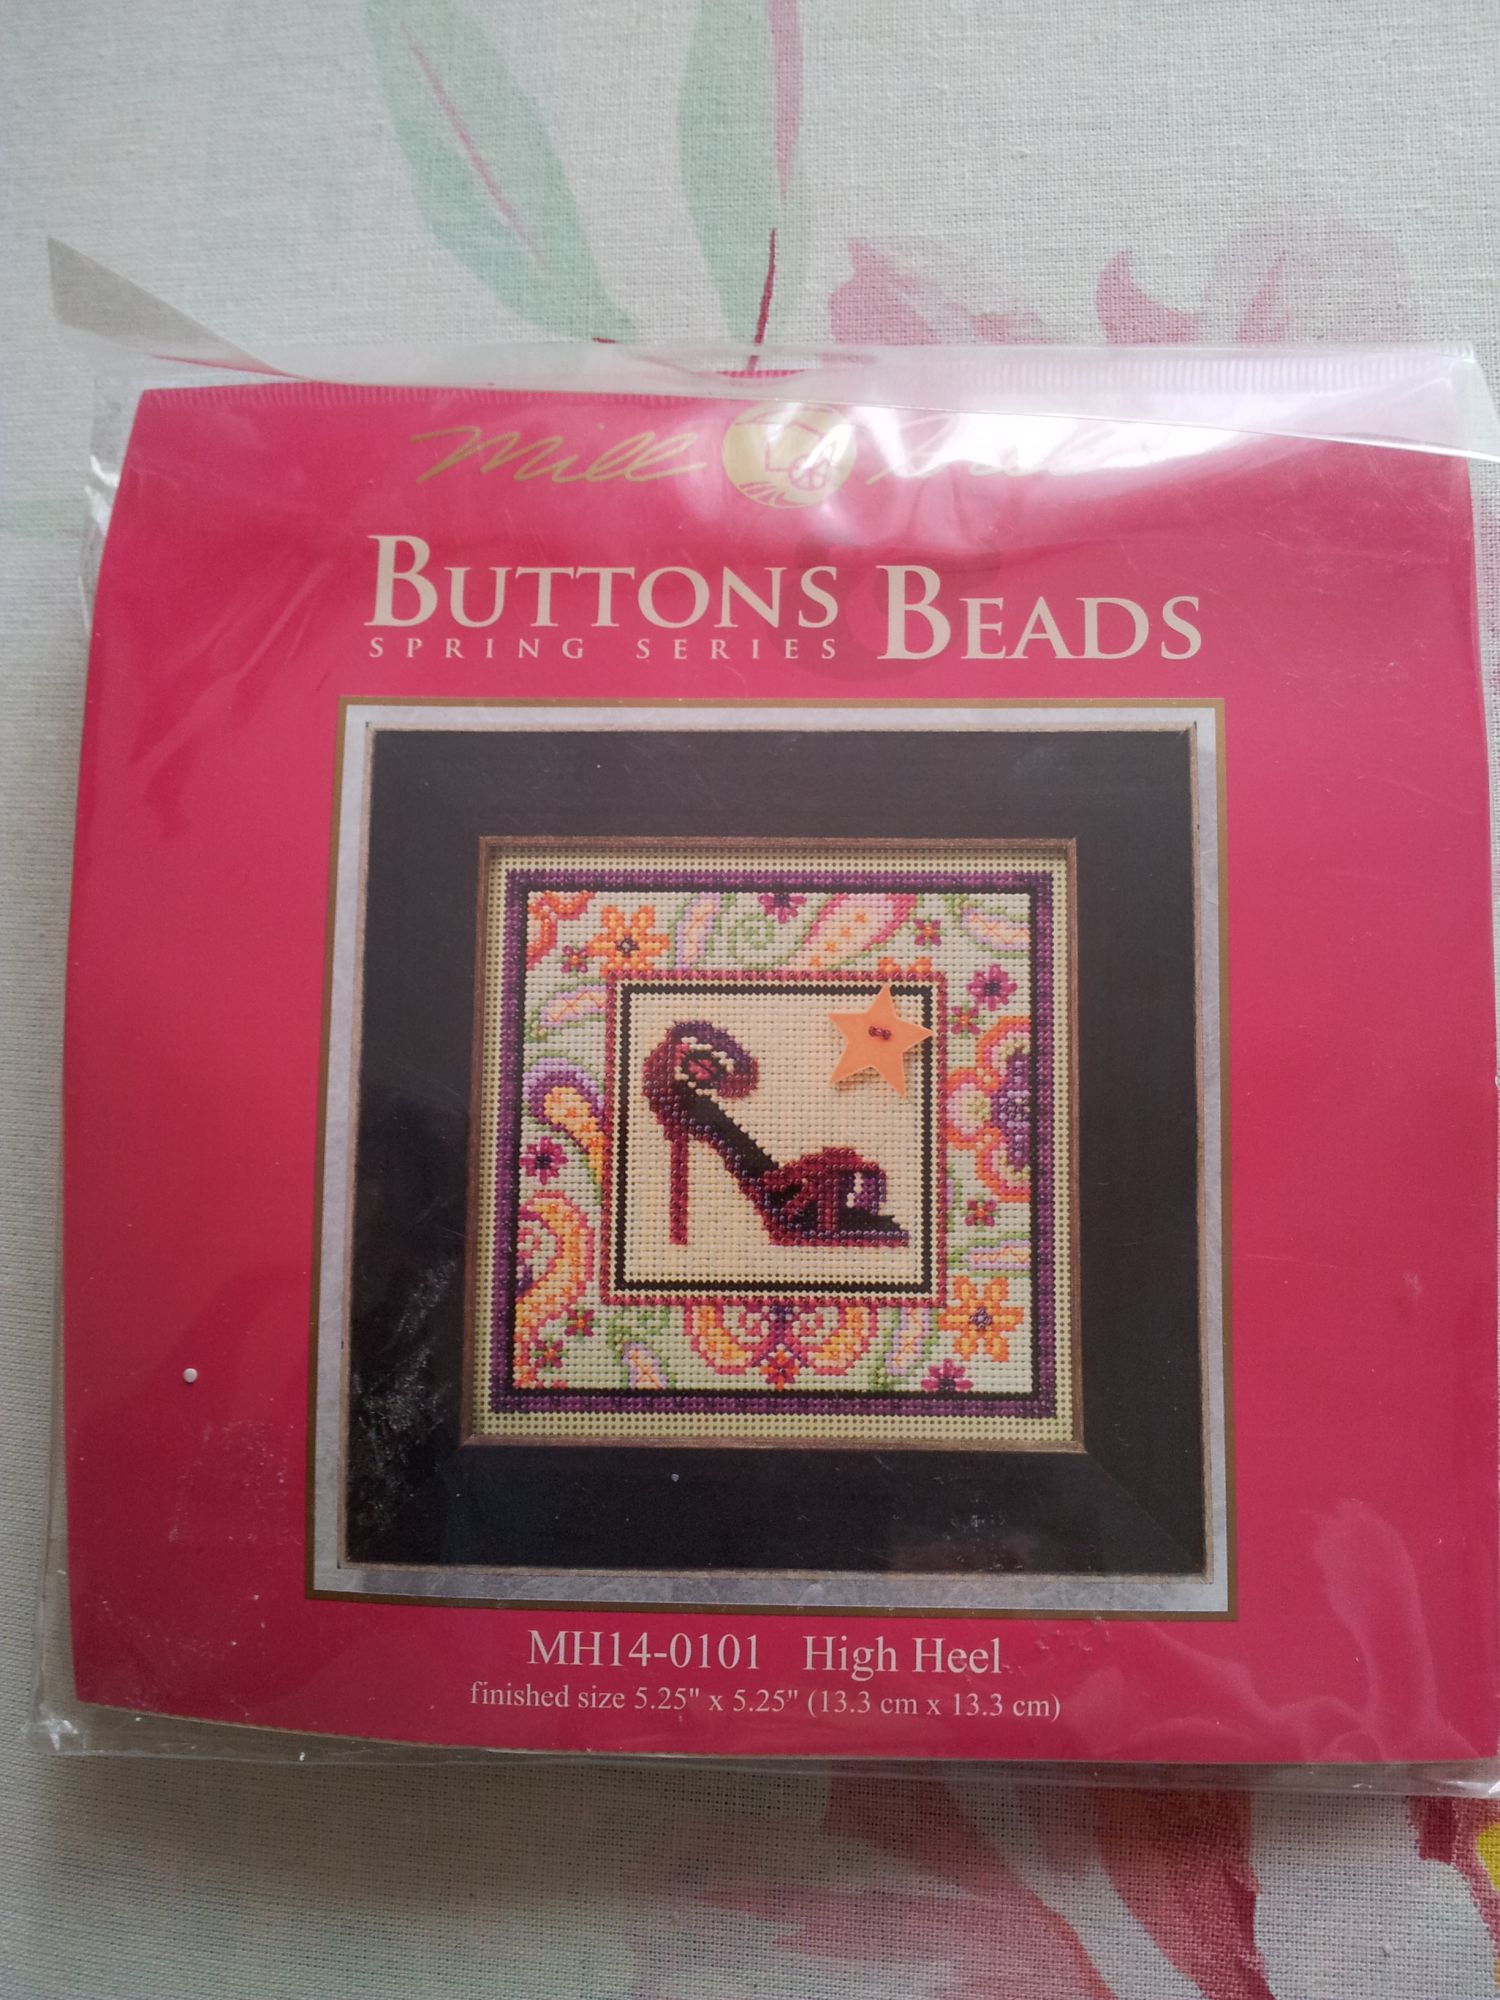 Mill
BUTTONS & BEADS
SPRING SERIES
MH14-0101 High Heel
finished size 5.25" x 5.25" (13.3 cm x 13.3 cm)